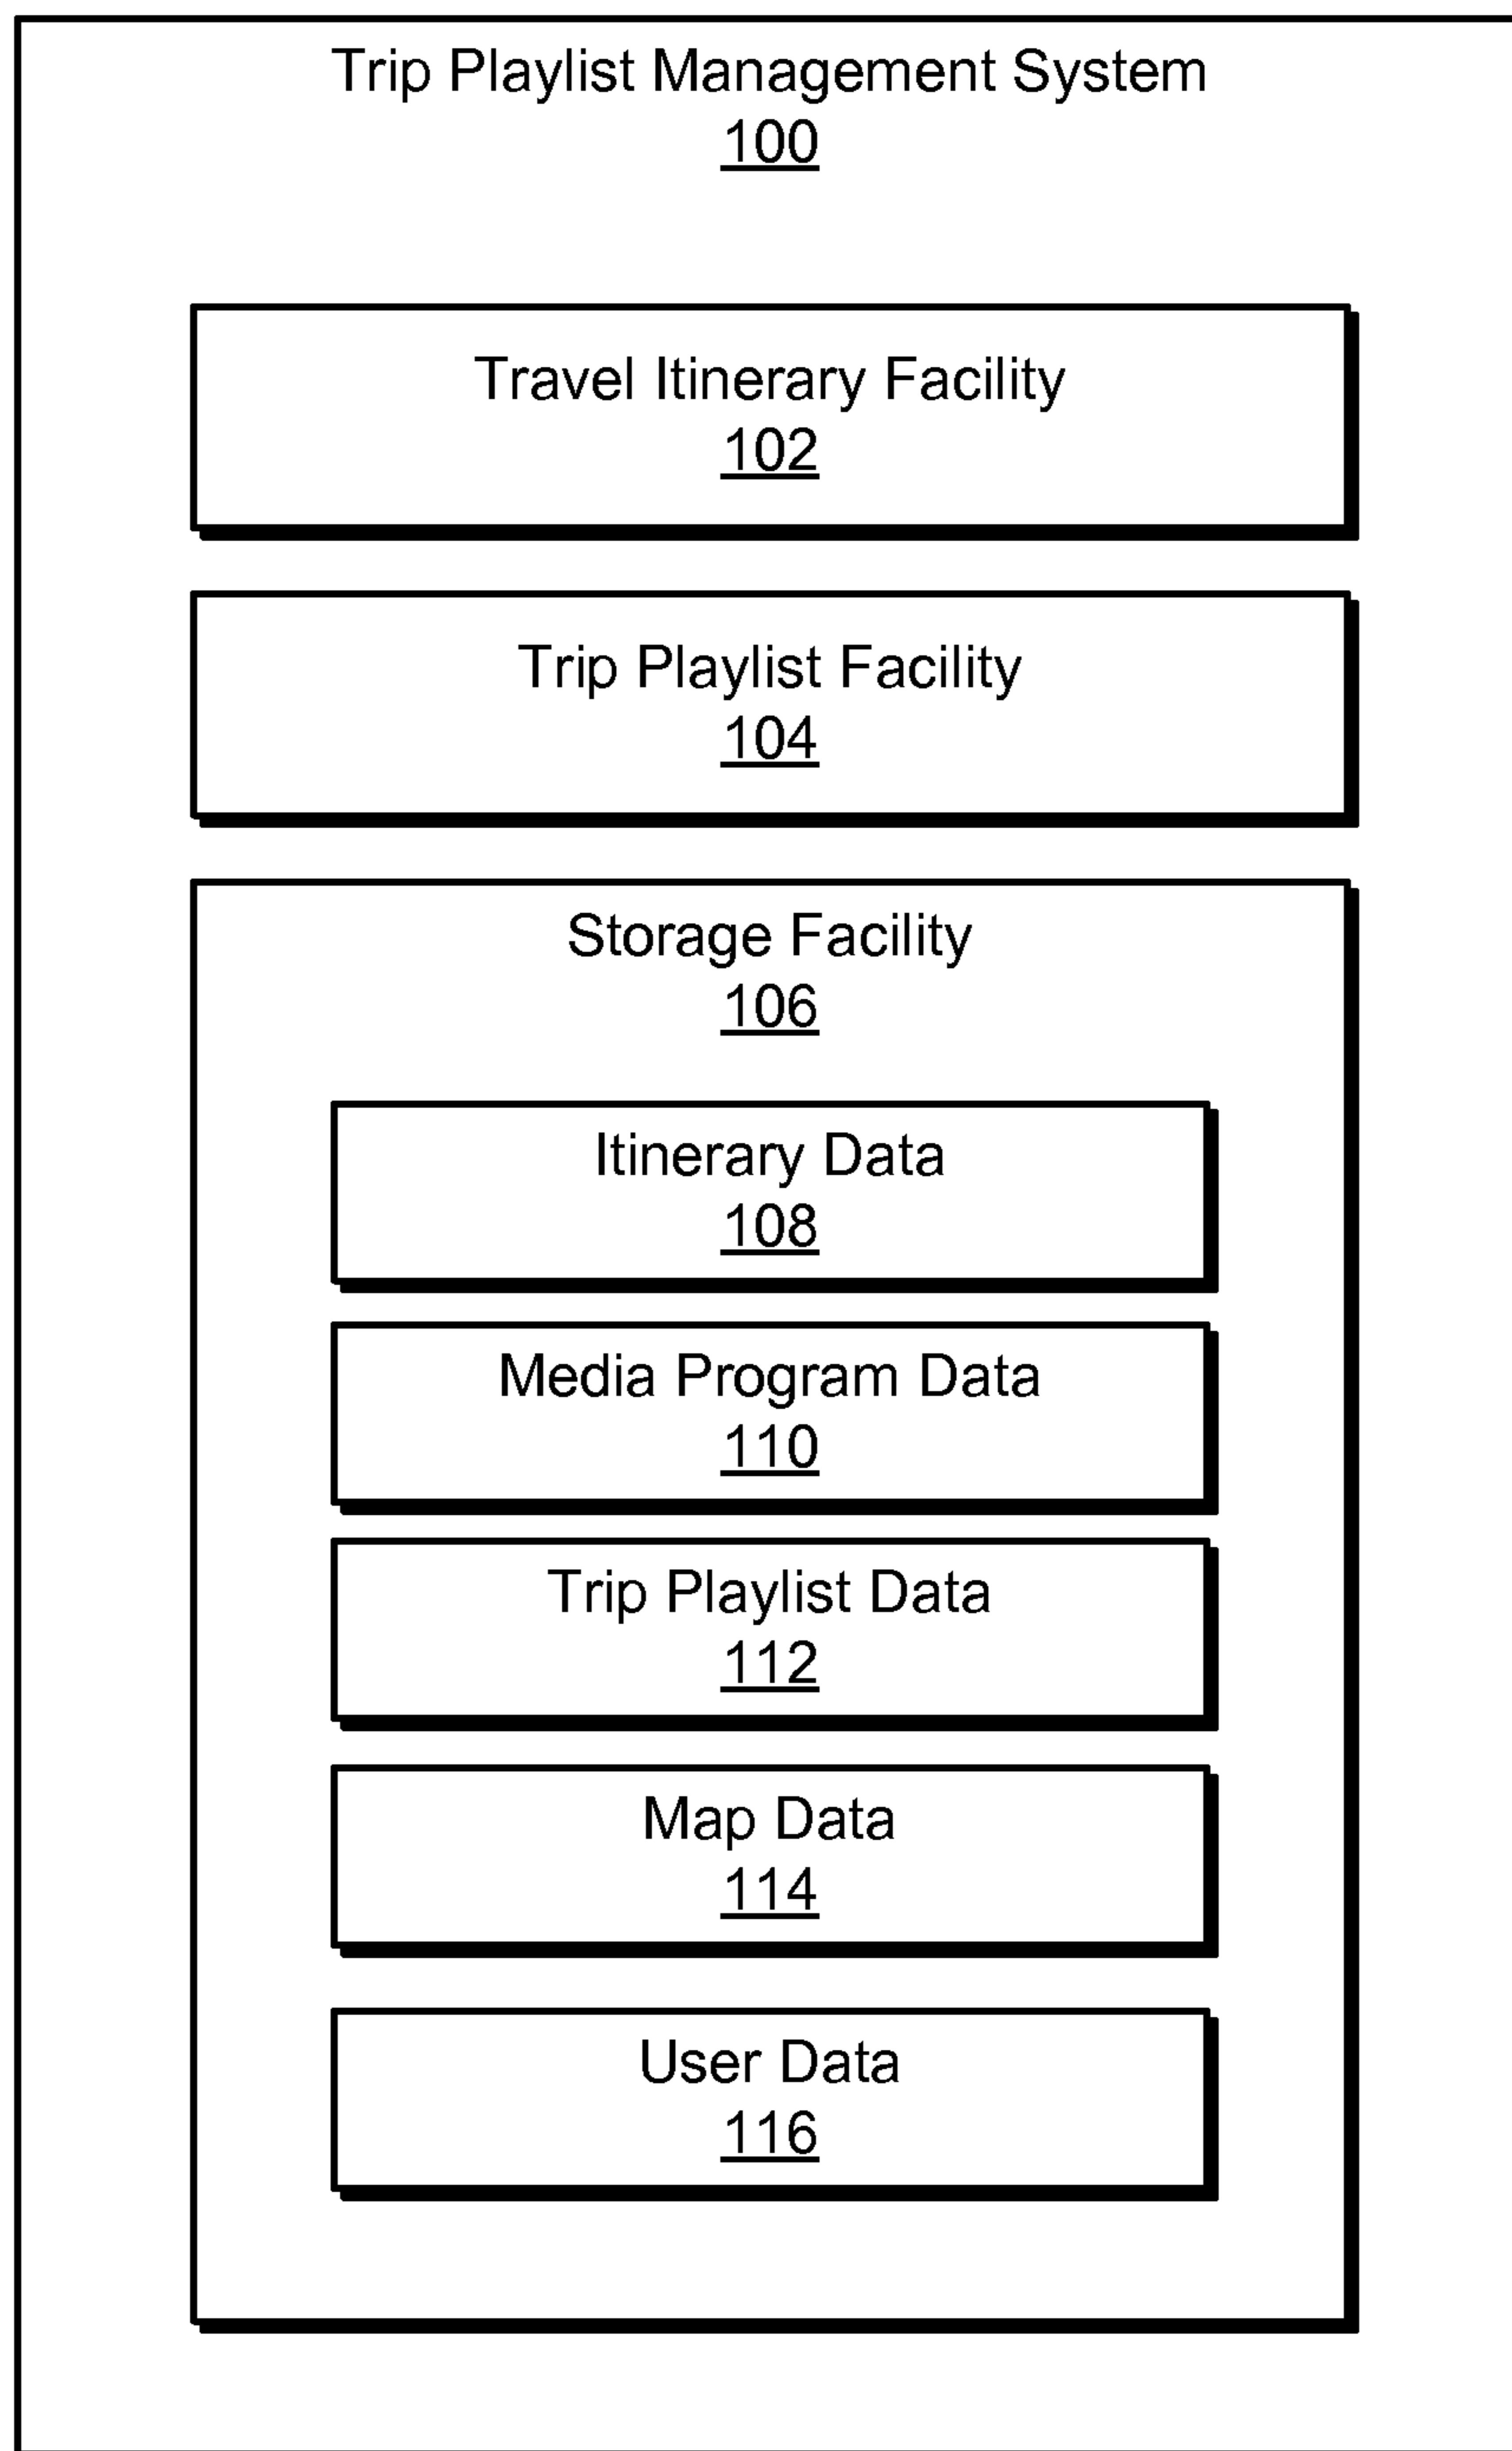 Trip Playlist Management System
100
Travel Itinerary Facility
102
Trip Playlist Facility
104
Storage Facility
106
Itinerary Data
108
Media Program Data
110
Trip Playlist Data
112
Map Data
114
User Data
116